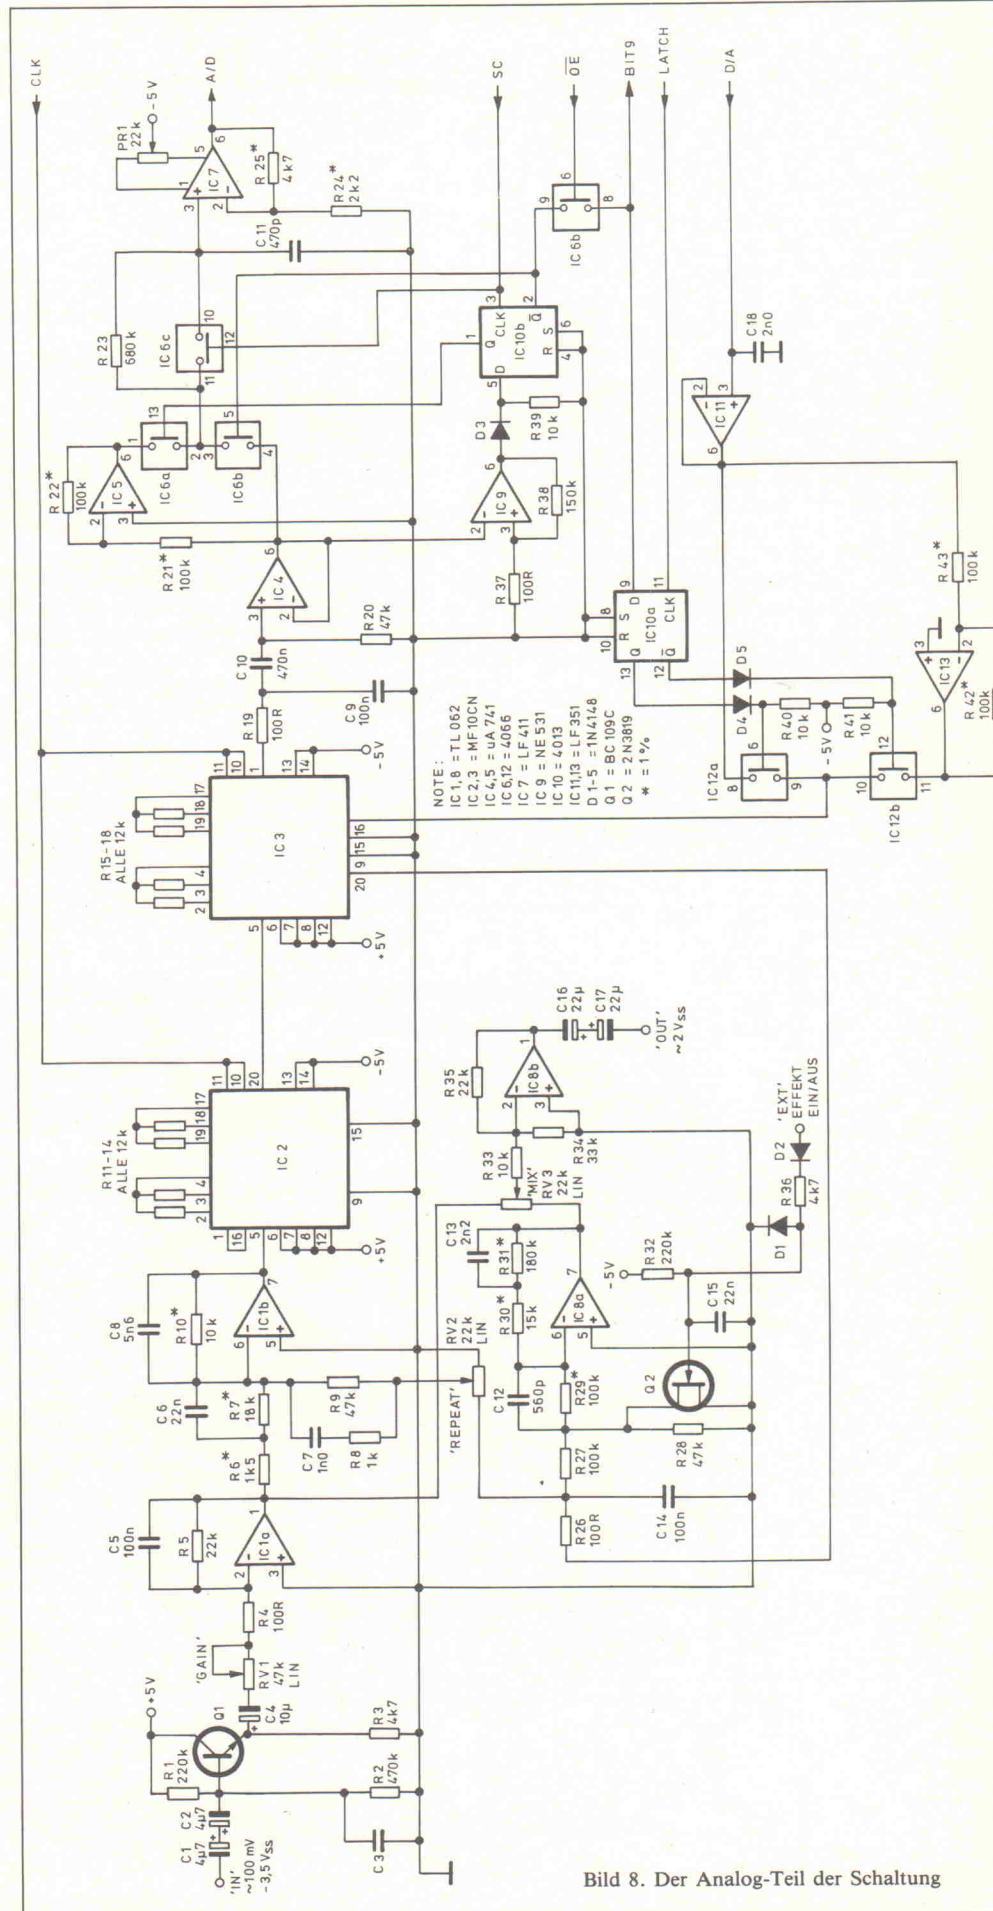 CLK
A/D
PR1
22k
-5V
IC7
R25*
4k7
R24*
2k2
C11
470p
R23
680k
IC6c
SC
OE
BIT9
LATCH
D/A
IC6b
R22*
100k
IC5
IC6a
IC6b
R21*
100k
IC4
C10
470n
R20
47k
C9
100n
R19
100R
IC10b
CLK
Q
Q
D
R
S
D3
R39
10k
IC9
R38
150k
R37
100R
IC10a
R
S
D
Q
Q
CLK
D4
D5
R40
10k
-5V
R41
10k
IC12a
IC12b
C18
2n0
IC11
R43*
100k
IC13
R42*
100k
NOTE:
IC1,8 = TL062
IC2,3 = MF10CN
IC4,5 = uA741
IC6,12 = 4066
IC7 = LF411
IC9 = NE531
IC10 = 4013
IC11,13 = LF351
D1-5 = 1N4148
Q1 = BC109C
Q2 = 2N3819
* = 1%
R15-18
ALLE 12k
IC3
+5V
-5V
R11-14
ALLE 12k
IC2
+5V
-5V
C8
5n6
R10*
10k
IC1b
C6
22n
R7*
18k
R9
47k
C7
1n0
R8
1k
R6*
1k5
'REPEAT'
RV2
22k
LIN
C5
100n
R5
22k
IC1a
R4
100R
'GAIN'
RV1
47k
LIN
C4
10µ
Q1
+5V
R1
220k
R2
470k
R3
4k7
C3
C1
4µ7
C2
4µ7
'IN'
~100 mV
-3,5 Vss
R26
100R
C14
100n
R27
100k
R28
47k
R29*
100k
C12
560p
R30*
15k
R31*
180k
C13
2n2
IC8a
'MIX'
RV3
22k
LIN
R33
10k
R34
33k
R35
22k
IC8b
C16
22µ
C17
22µ
'OUT'
~2 Vss
Q2
C15
22n
-5V
R32
220k
D1
R36
4k7
D2
'EXT'
EFFEKT
EIN/AUS
Bild 8. Der Analog-Teil der Schaltung